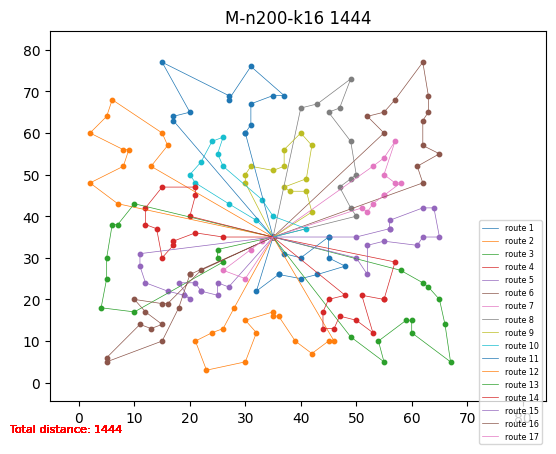 M-n200-k16 1444
80
70
60
50
40
30
20
10
0
0 10 20 30 40 50 60 70 80
route 1
route 2
route 3
route 4
route 5
route 6
route 7
route 8
route 9
route 10
route 11
route 12
route 13
route 14
route 15
route 16
route 17
Total distance: 1444